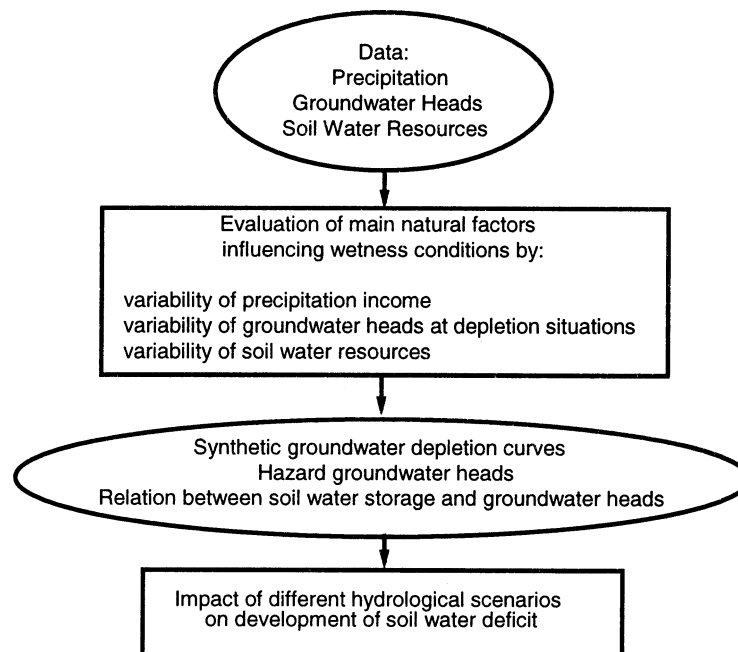 Data:
Precipitation
Groundwater Heads
Soil Water Resources
Evaluation of main natural factors
influencing wetness conditions by:
variability of precipitation income
variability of groundwater heads at depletion situations
variability of soil water resources
Synthetic groundwater depletion curves
Hazard groundwater heads
Relation between soil water storage and groundwater heads
Impact of different hydrological scenarios
on development of soil water deficit